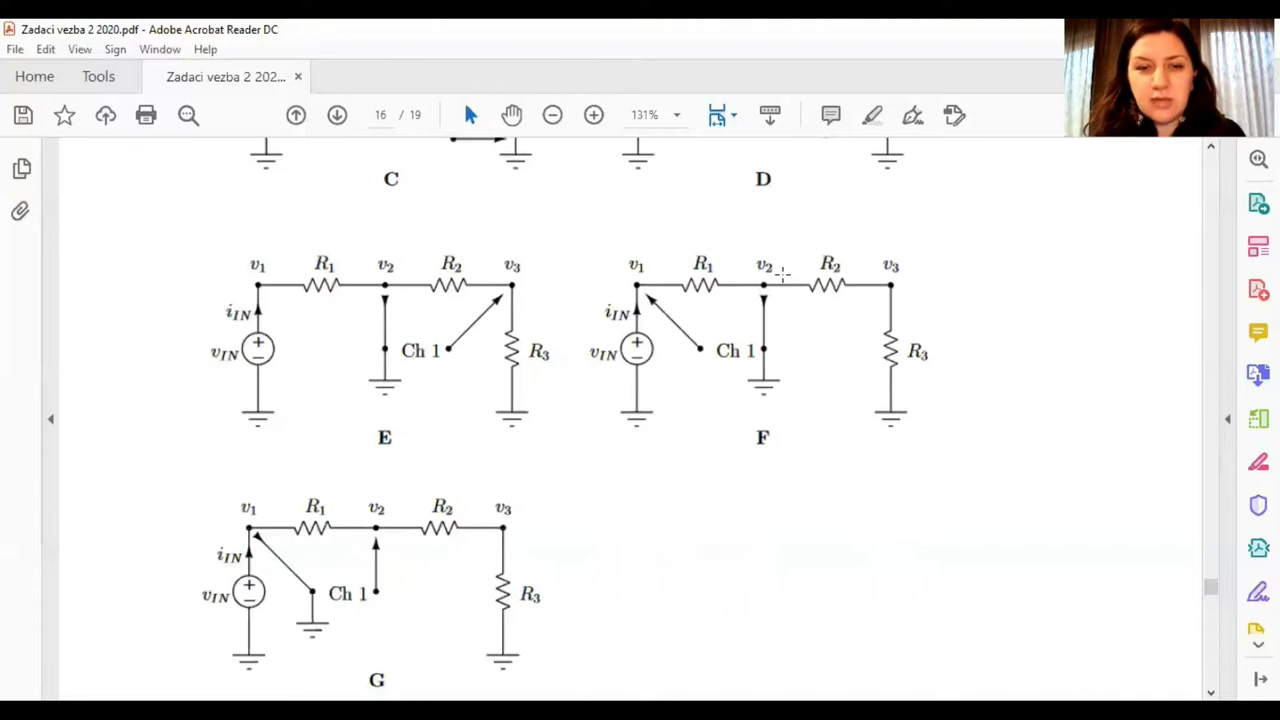 Zadaci vezba 2 2020.pdf - Adobe Acrobat Reader DC
File Edit View Window Sign Help
Home Tools Zadaci vezba 2 202... ×
16 / 19 131%
C D
v1 R1 v2 R2 v3 v1 R1 v2 R2 v3
iIN iIN
vIN + − Ch 1 R3 vIN + − Ch 1 R3
E F
v1 R1 v2 R2 v3
iIN
vIN + − Ch 1 R3
G